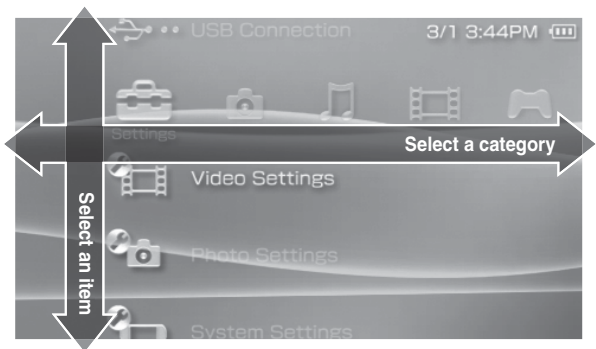 USB Connection
3/1 3:44PM
Settings
Select a category
Video Settings
Select an item
Photo Settings
System Settings